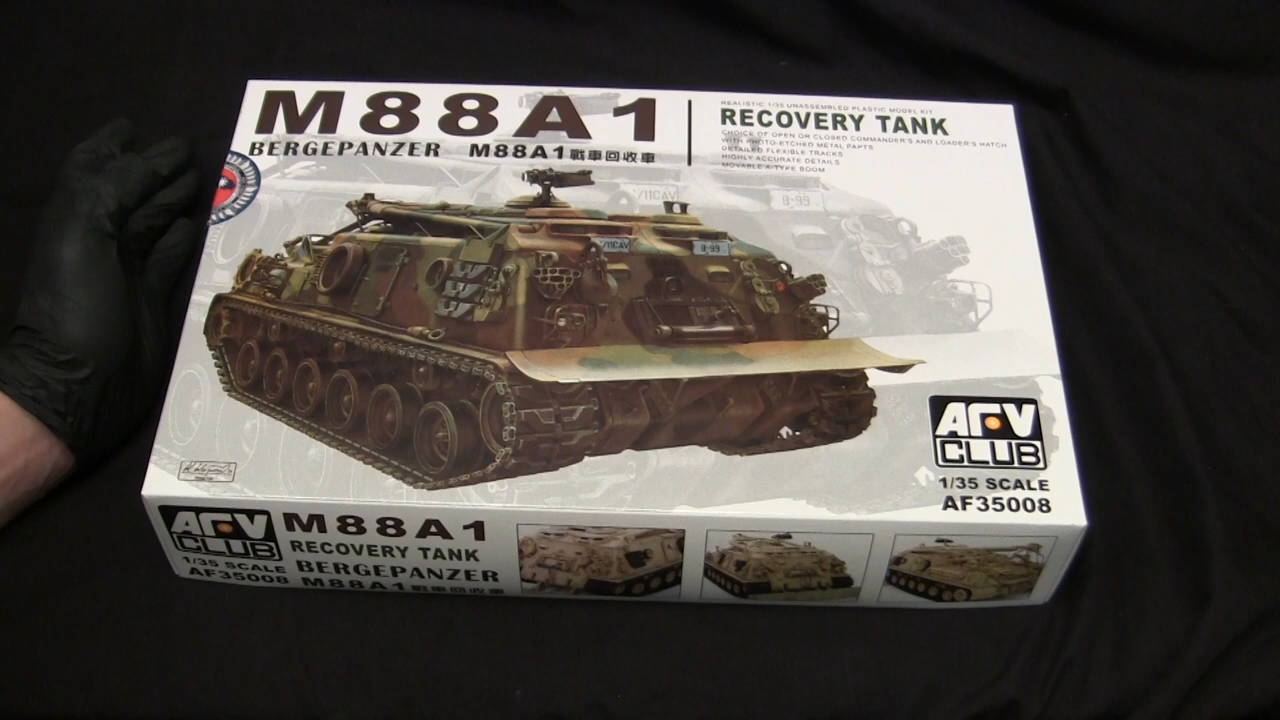 M88A1
BERGEPANZER M88A1戰車回收車
REALISTIC 1/35 UNASSEMBLED PLASTIC MODEL KIT
RECOVERY TANK
CHOICE OF OPEN OR CLOSED COMMANDER'S AND LOADER'S HATCH
WITH PHOTO-ETCHED METAL PARTS
DETAILED FLEXIBLE TRACKS
HIGHLY ACCURATE DETAILS
MOVABLE A-TYPE BOOM
/11CAV
B-99
/11CAV
B-99
AFV
CLUB
1/35 SCALE
AF35008
AFV
CLUB
1/35 SCALE
AF35008
M88A1
RECOVERY TANK
BERGEPANZER
M88A1戰車回收車